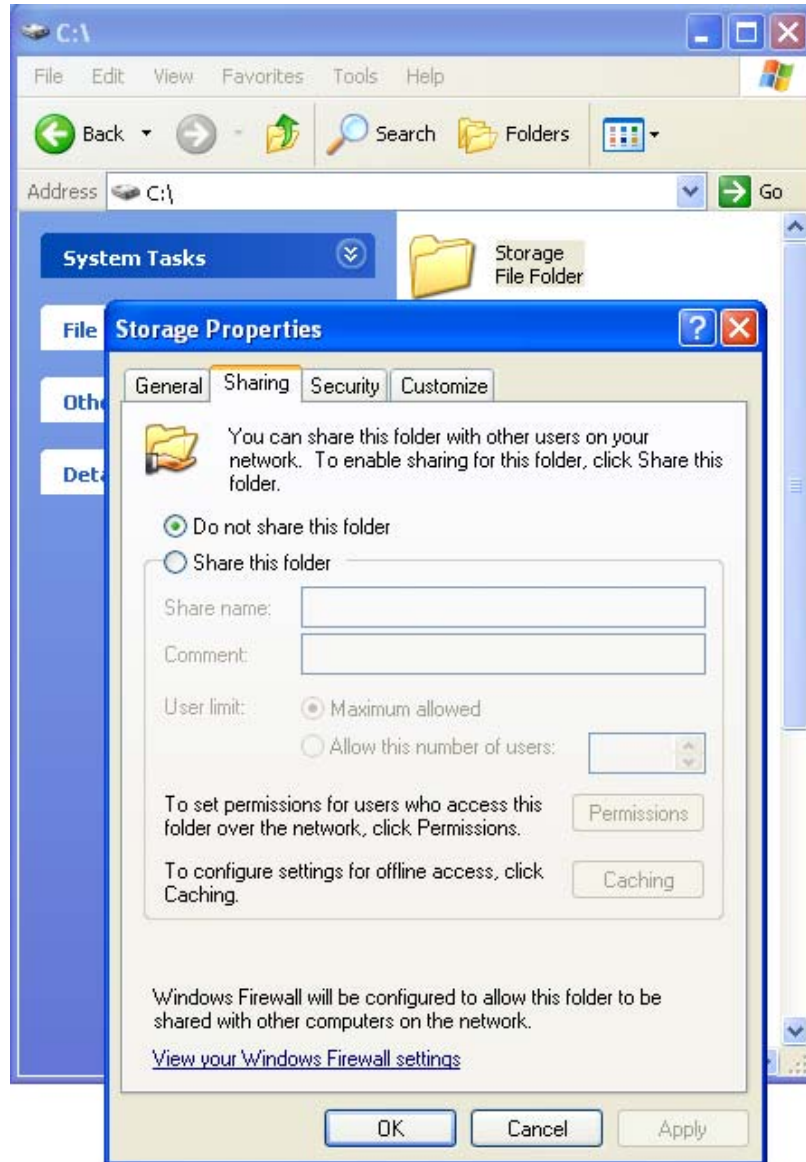 C:\
File Edit View Favorites Tools Help
Back Search Folders
Address C:\ Go
System Tasks
Storage
File Folder
File
Storage Properties
General Sharing Security Customize
You can share this folder with other users on your
network. To enable sharing for this folder, click Share this
folder.
Do not share this folder
Share this folder
Share name:
Comment:
User limit: Maximum allowed
Allow this number of users:
To set permissions for users who access this
folder over the network, click Permissions.
Permissions
To configure settings for offline access, click
Caching.
Caching
Windows Firewall will be configured to allow this folder to be
shared with other computers on the network.
View your Windows Firewall settings
OK Cancel Apply